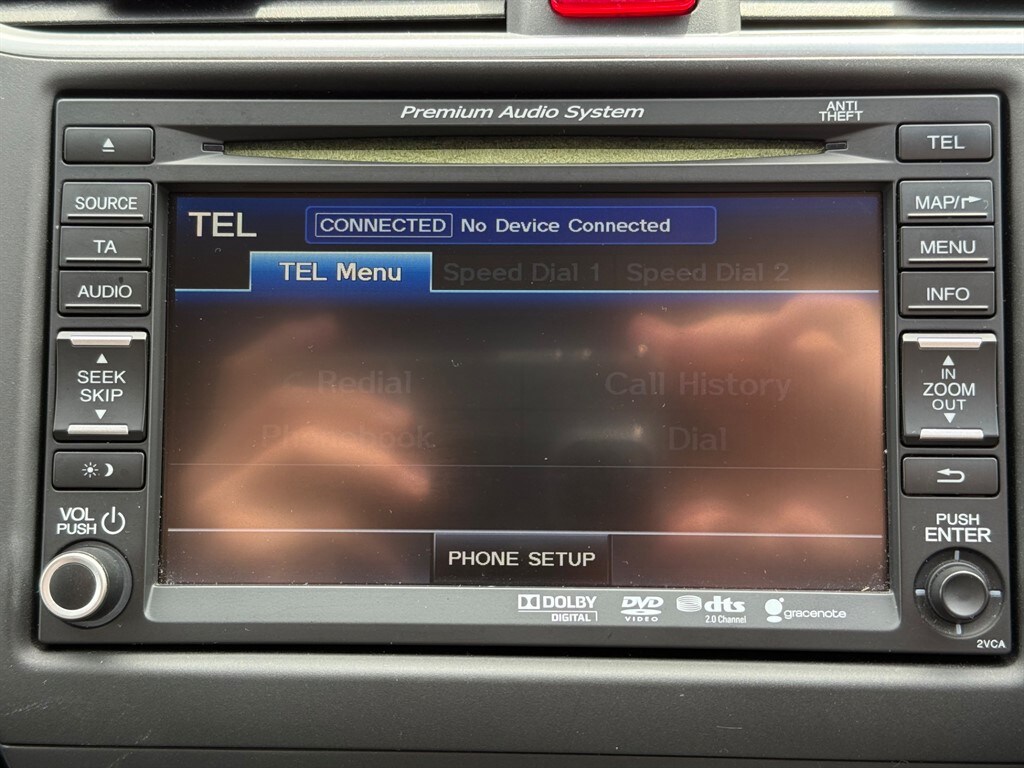 Premium Audio System
ANTI
THEFT
TEL
SOURCE
TA
AUDIO
SEEK
SKIP
VOL
PUSH
TEL
CONNECTED No Device Connected
TEL Menu Speed Dial 1 Speed Dial 2
Redial Call History
Phonebook Dial
PHONE SETUP
MAP/
MENU
INFO
IN
ZOOM
OUT
PUSH
ENTER
DOLBY
DIGITAL
DVD
VIDEO
dts
2.0 Channel
gracenote
2VCA